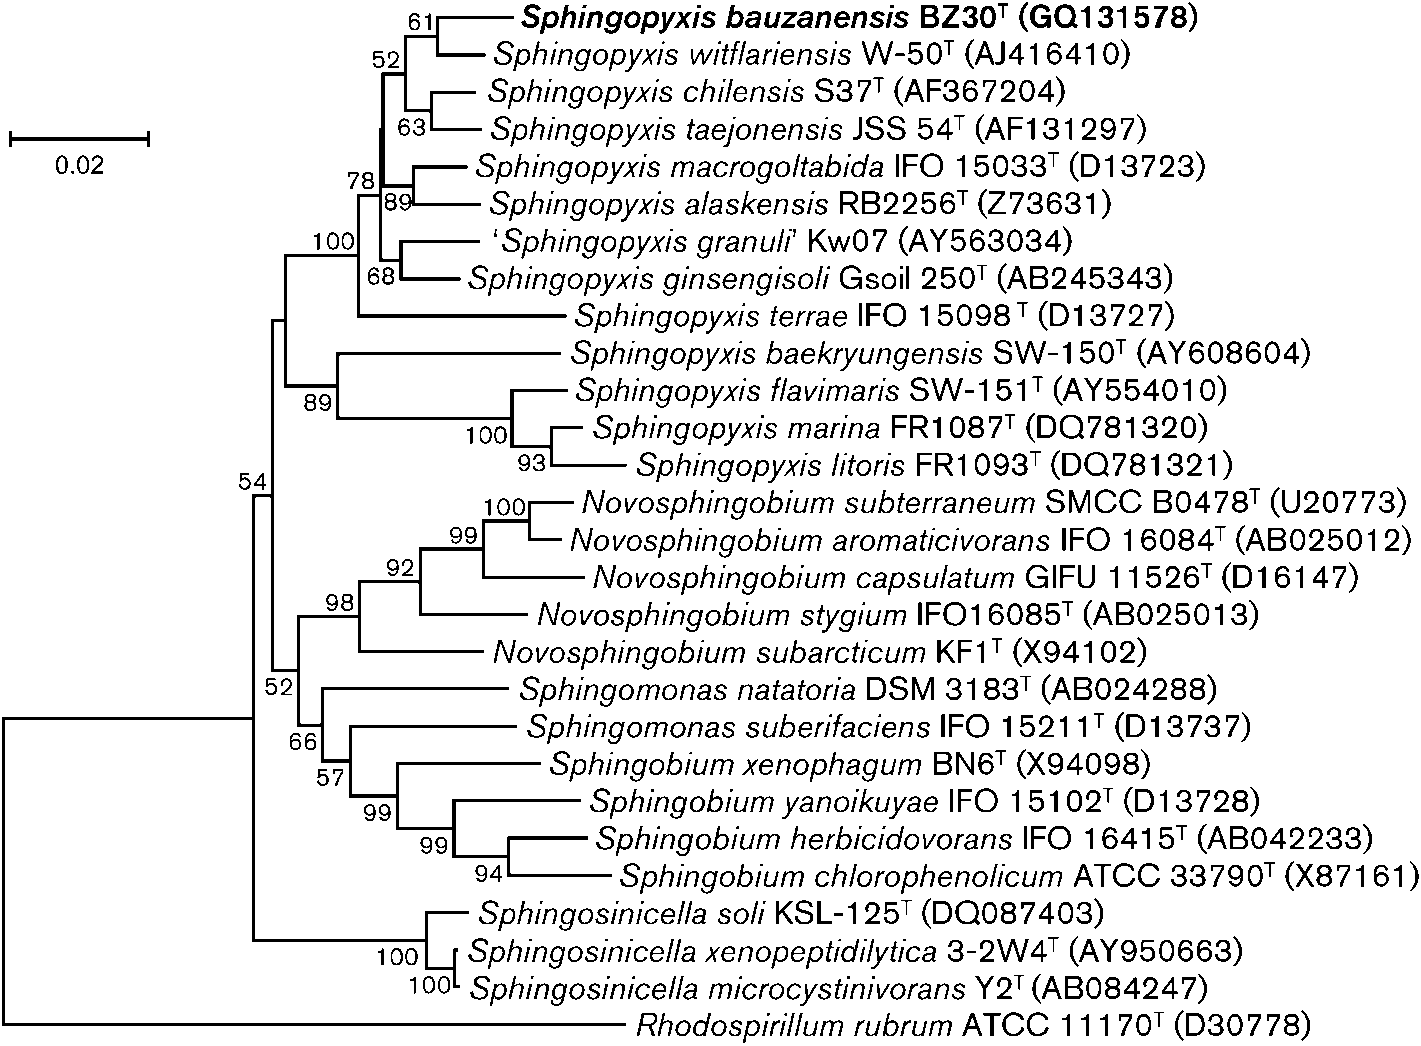 61
Sphingopyxis bauzanensis BZ30ᵀ (GQ131578)
52
Sphingopyxis witflariensis W-50ᵀ (AJ416410)
Sphingopyxis chilensis S37ᵀ (AF367204)
63
Sphingopyxis taejonensis JSS 54ᵀ (AF131297)
0.02
Sphingopyxis macrogoltabida IFO 15033ᵀ (D13723)
78
89
Sphingopyxis alaskensis RB2256ᵀ (Z73631)
100
‘Sphingopyxis granuli’ Kw07 (AY563034)
68
Sphingopyxis ginsengisoli Gsoil 250ᵀ (AB245343)
Sphingopyxis terrae IFO 15098ᵀ (D13727)
Sphingopyxis baekryungensis SW-150ᵀ (AY608604)
89
Sphingopyxis flavimaris SW-151ᵀ (AY554010)
100
Sphingopyxis marina FR1087ᵀ (DQ781320)
93
Sphingopyxis litoris FR1093ᵀ (DQ781321)
54
100
Novosphingobium subterraneum SMCC B0478ᵀ (U20773)
99
Novosphingobium aromaticivorans IFO 16084ᵀ (AB025012)
92
Novosphingobium capsulatum GIFU 11526ᵀ (D16147)
98
Novosphingobium stygium IFO16085ᵀ (AB025013)
Novosphingobium subarcticum KF1ᵀ (X94102)
52
Sphingomonas natatoria DSM 3183ᵀ (AB024288)
66
Sphingomonas suberifaciens IFO 15211ᵀ (D13737)
57
Sphingobium xenophagum BN6ᵀ (X94098)
99
Sphingobium yanoikuyae IFO 15102ᵀ (D13728)
99
Sphingobium herbicidovorans IFO 16415ᵀ (AB042233)
94
Sphingobium chlorophenolicum ATCC 33790ᵀ (X87161)
Sphingosinicella soli KSL-125ᵀ (DQ087403)
100
Sphingosinicella xenopeptidilytica 3-2W4ᵀ (AY950663)
100
Sphingosinicella microcystinivorans Y2ᵀ (AB084247)
Rhodospirillum rubrum ATCC 11170ᵀ (D30778)